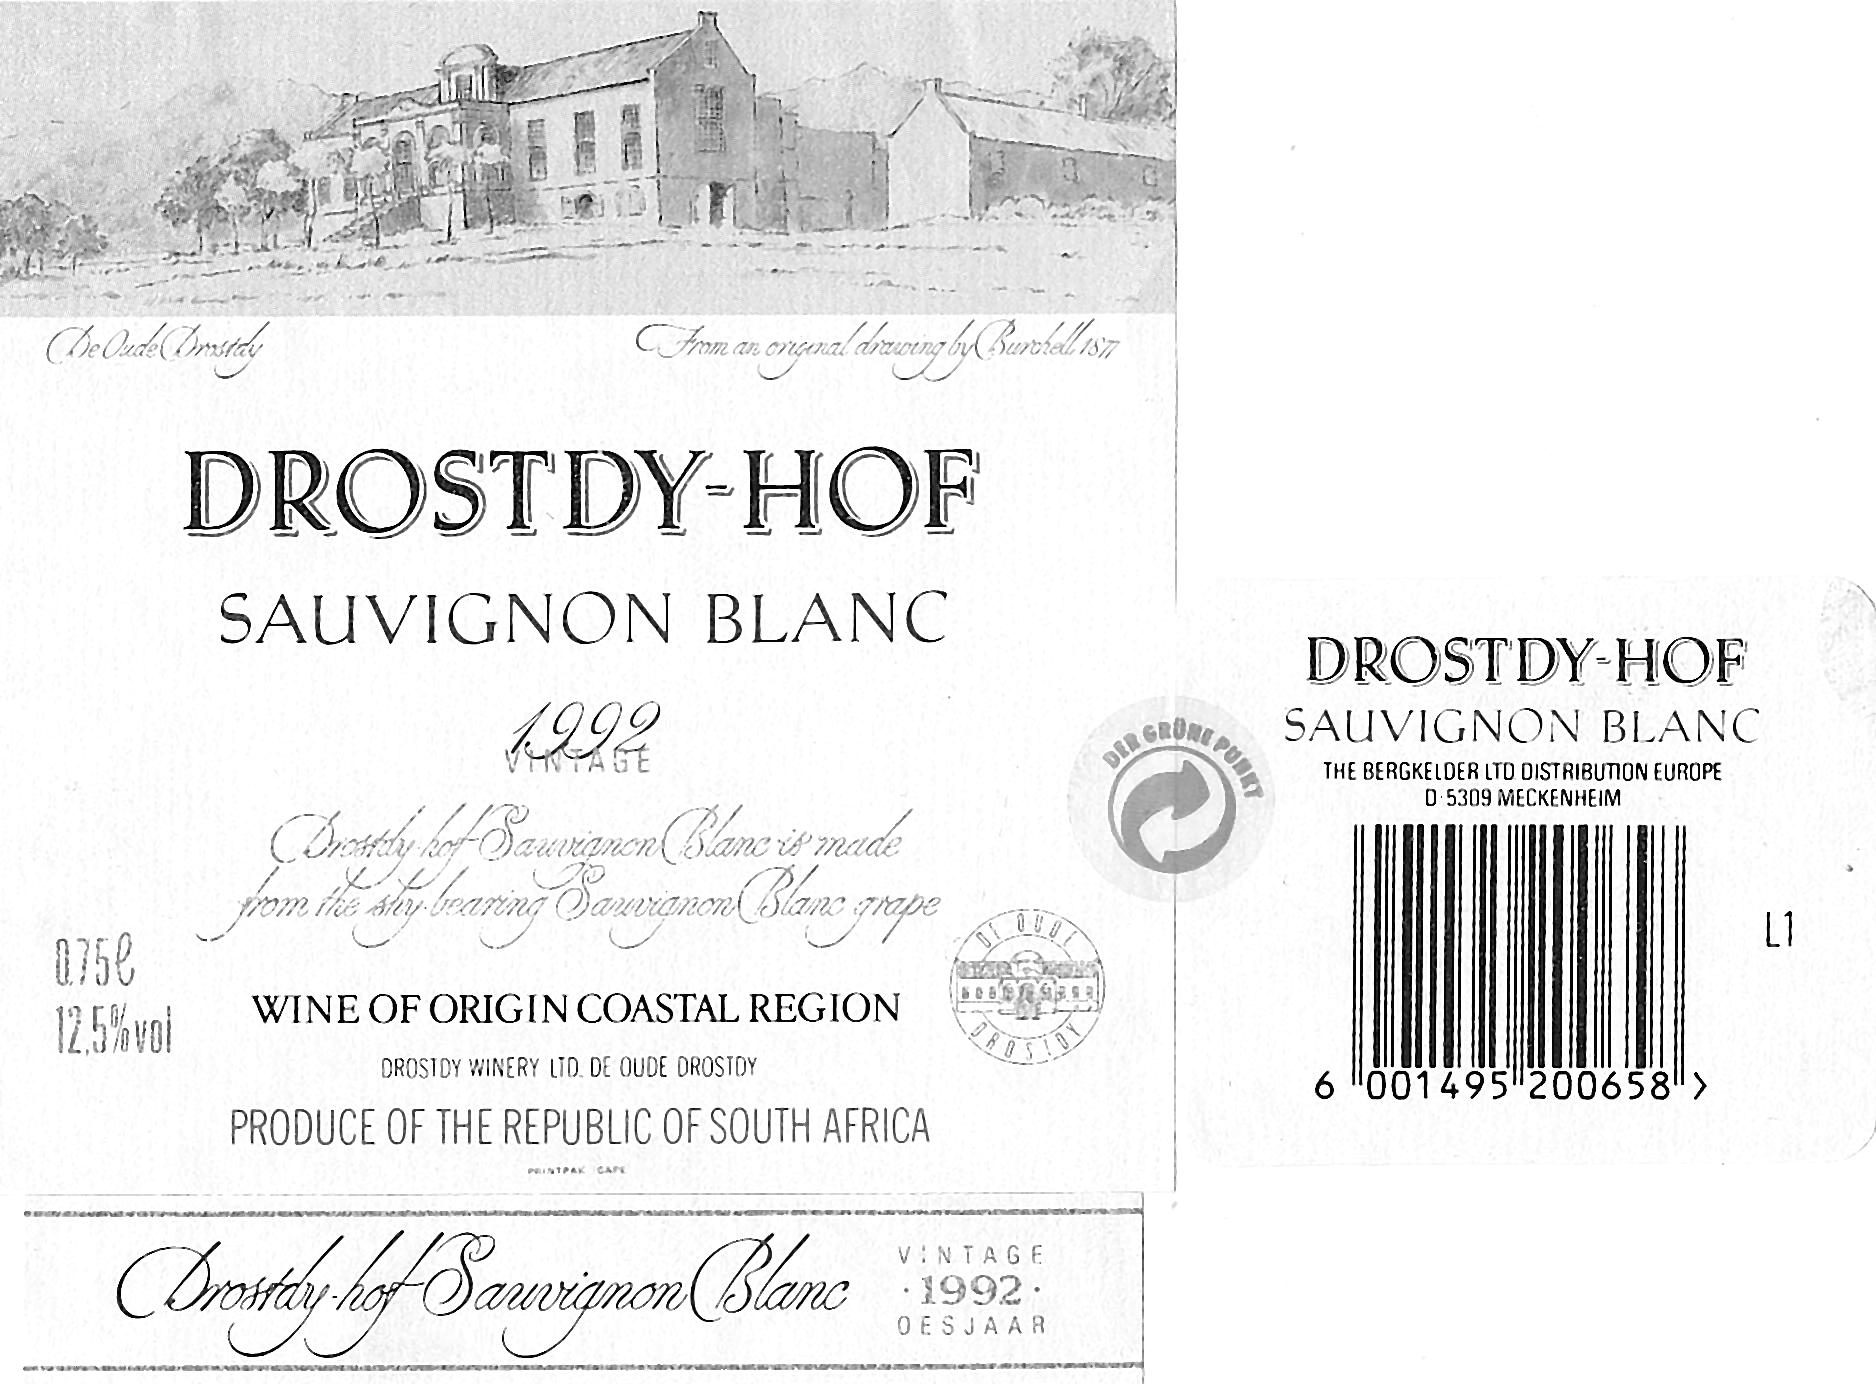 De Oude Drostdy
From an original drawing by Burchell 1877
DROSTDY-HOF
SAUVIGNON BLANC
1992
VINTAGE
Drostdy-hof Sauvignon Blanc is made
from the shy-bearing Sauvignon Blanc grape
0.75ℓ
12,5%vol
WINE OF ORIGIN COASTAL REGION
DE OUDE
DROSTDY
DROSTDY WINERY LTD. DE OUDE DROSTDY
PRODUCE OF THE REPUBLIC OF SOUTH AFRICA
PRINTPAK CAPE
Drostdy-hof Sauvignon Blanc
VINTAGE
·1992·
OESJAAR
DER GRÜNE PUNKT
DROSTDY-HOF
SAUVIGNON BLANC
THE BERGKELDER LTD DISTRIBUTION EUROPE
D-5309 MECKENHEIM
L1
6 001495 200658 >